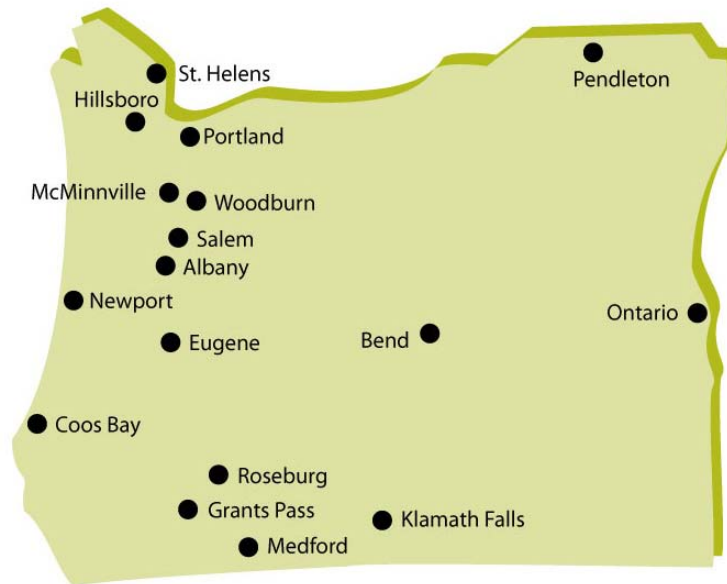 St. Helens
Pendleton
Hillsboro
Portland
McMinnville
Woodburn
Salem
Albany
Newport
Ontario
Bend
Eugene
Coos Bay
Roseburg
Grants Pass
Klamath Falls
Medford